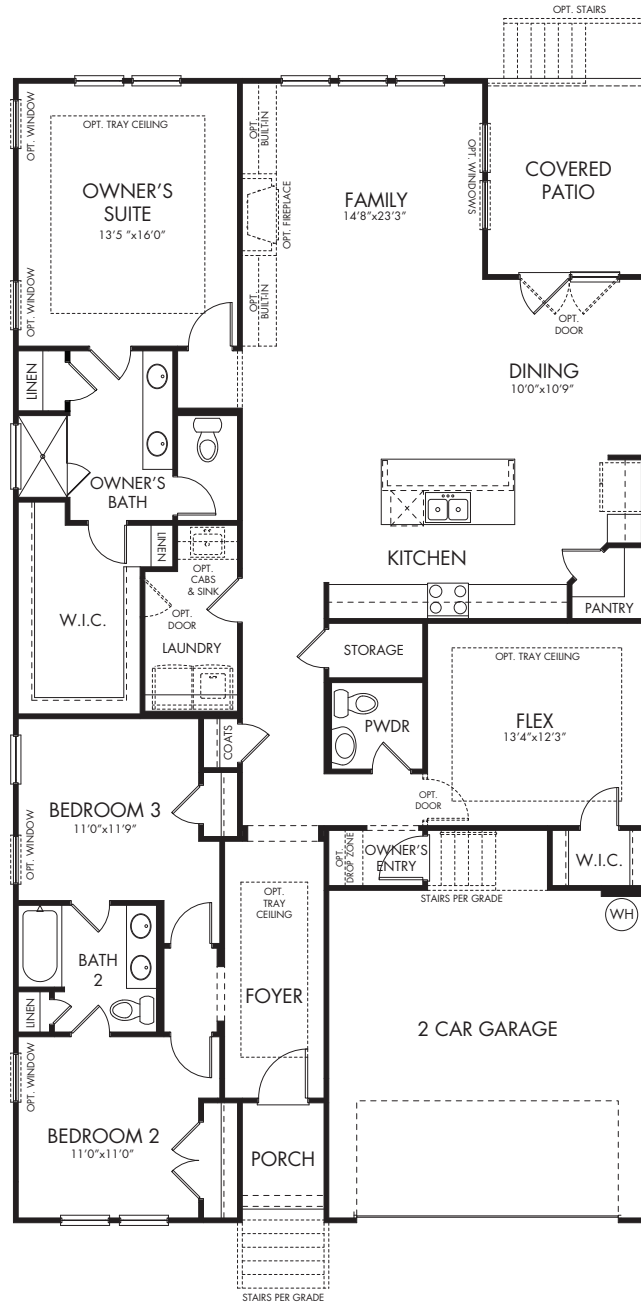 OPT. STAIRS
OPT. WINDOW
OPT. TRAY CEILING
OWNER'S
SUITE
13'5 "x16'0"
OPT. WINDOW
OPT.
BUILT-IN
OPT. FIREPLACE
OPT.
BUILT-IN
FAMILY
14'8"x23'3"
OPT. WINDOWS
COVERED
PATIO
OPT.
DOOR
DINING
10'0"x10'9"
LINEN
OWNER'S
BATH
LINEN
OPT.
CABS
& SINK
OPT.
DOOR
LAUNDRY
W.I.C.
KITCHEN
PANTRY
STORAGE
PWDR
OPT. TRAY CEILING
FLEX
13'4"x12'3"
OPT.
DOOR
COATS
BEDROOM 3
11'0"x11'9"
OPT. WINDOW
OPT.
DROP ZONE
OWNER'S
ENTRY
STAIRS PER GRADE
W.I.C.
WH
OPT.
TRAY
CEILING
FOYER
BATH
2
LINEN
2 CAR GARAGE
OPT. WINDOW
BEDROOM 2
11'0"x11'0"
PORCH
STAIRS PER GRADE